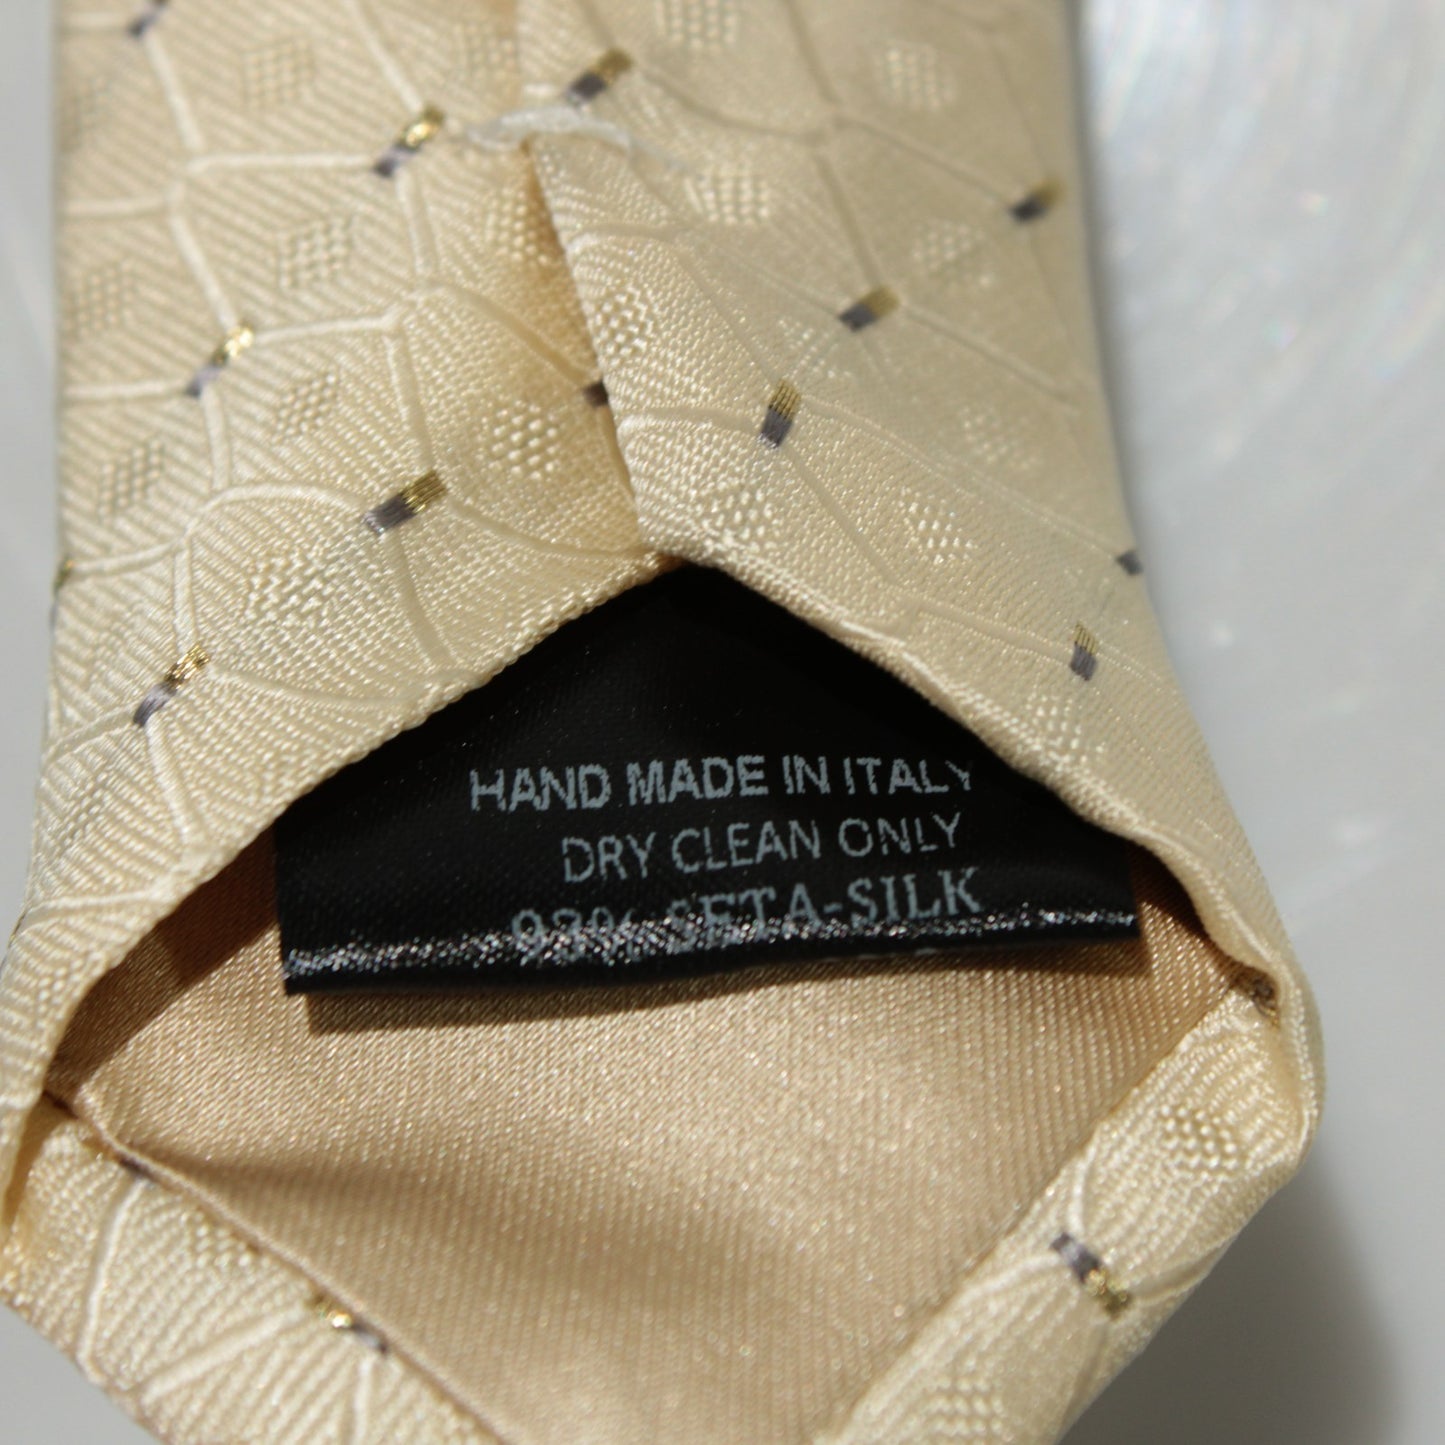 HAND MADE IN ITALY
DRY CLEAN ONLY
SETA-SILK